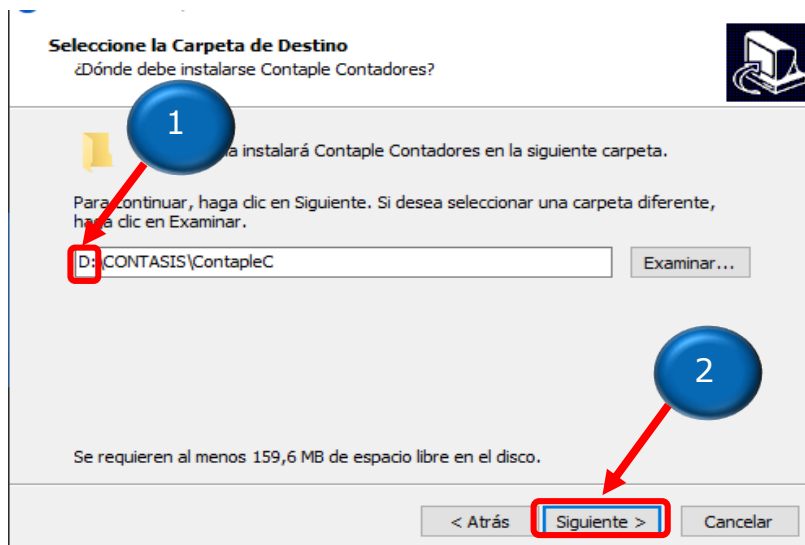 Seleccione la Carpeta de Destino
¿Dónde debe instalarse Contaple Contadores?
1
instalará Contaple Contadores en la siguiente carpeta.
Para continuar, haga clic en Siguiente. Si desea seleccionar una carpeta diferente,
haga clic en Examinar.
D:\CONTASIS\ContapleC
Examinar...
2
Se requieren al menos 159,6 MB de espacio libre en el disco.
< Atrás
Siguiente >
Cancelar